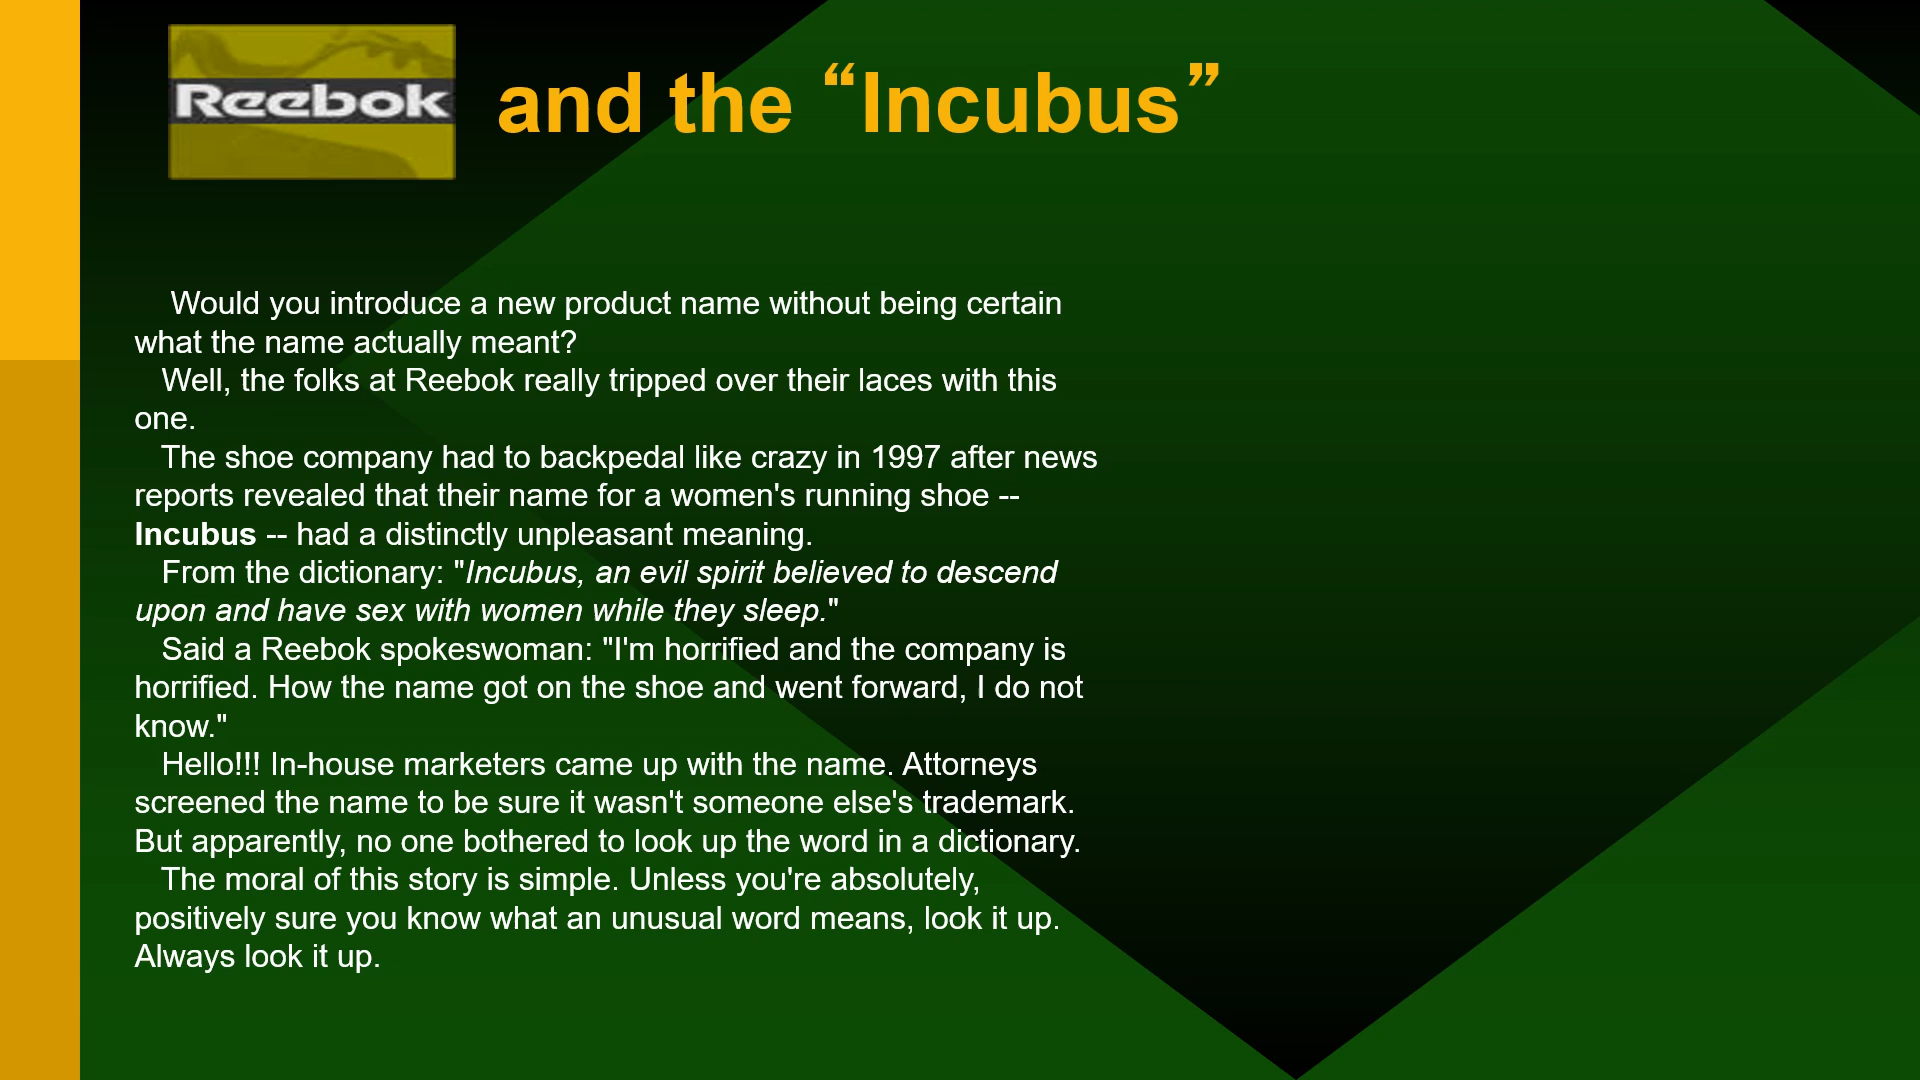 Reebok and the “Incubus”
Would you introduce a new product name without being certain
what the name actually meant?
Well, the folks at Reebok really tripped over their laces with this
one.
The shoe company had to backpedal like crazy in 1997 after news
reports revealed that their name for a women's running shoe --
Incubus -- had a distinctly unpleasant meaning.
From the dictionary: "Incubus, an evil spirit believed to descend
upon and have sex with women while they sleep."
Said a Reebok spokeswoman: "I'm horrified and the company is
horrified. How the name got on the shoe and went forward, I do not
know."
Hello!!! In-house marketers came up with the name. Attorneys
screened the name to be sure it wasn't someone else's trademark.
But apparently, no one bothered to look up the word in a dictionary.
The moral of this story is simple. Unless you're absolutely,
positively sure you know what an unusual word means, look it up.
Always look it up.